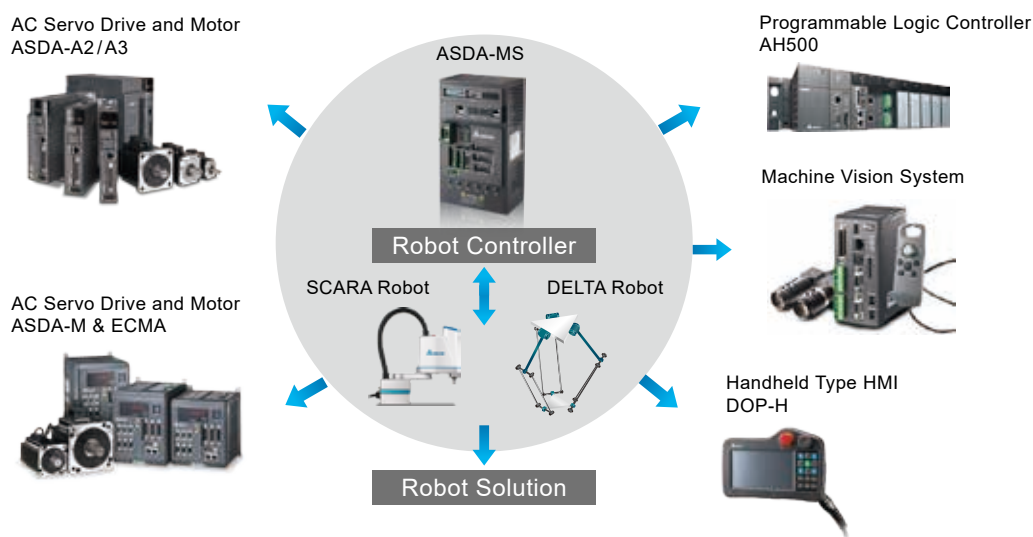 AC Servo Drive and Motor
ASDA-A2/A3
ASDA-MS
Programmable Logic Controller
AH500
Machine Vision System
Robot Controller
SCARA Robot
DELTA Robot
AC Servo Drive and Motor
ASDA-M & ECMA
Handheld Type HMI
DOP-H
Robot Solution